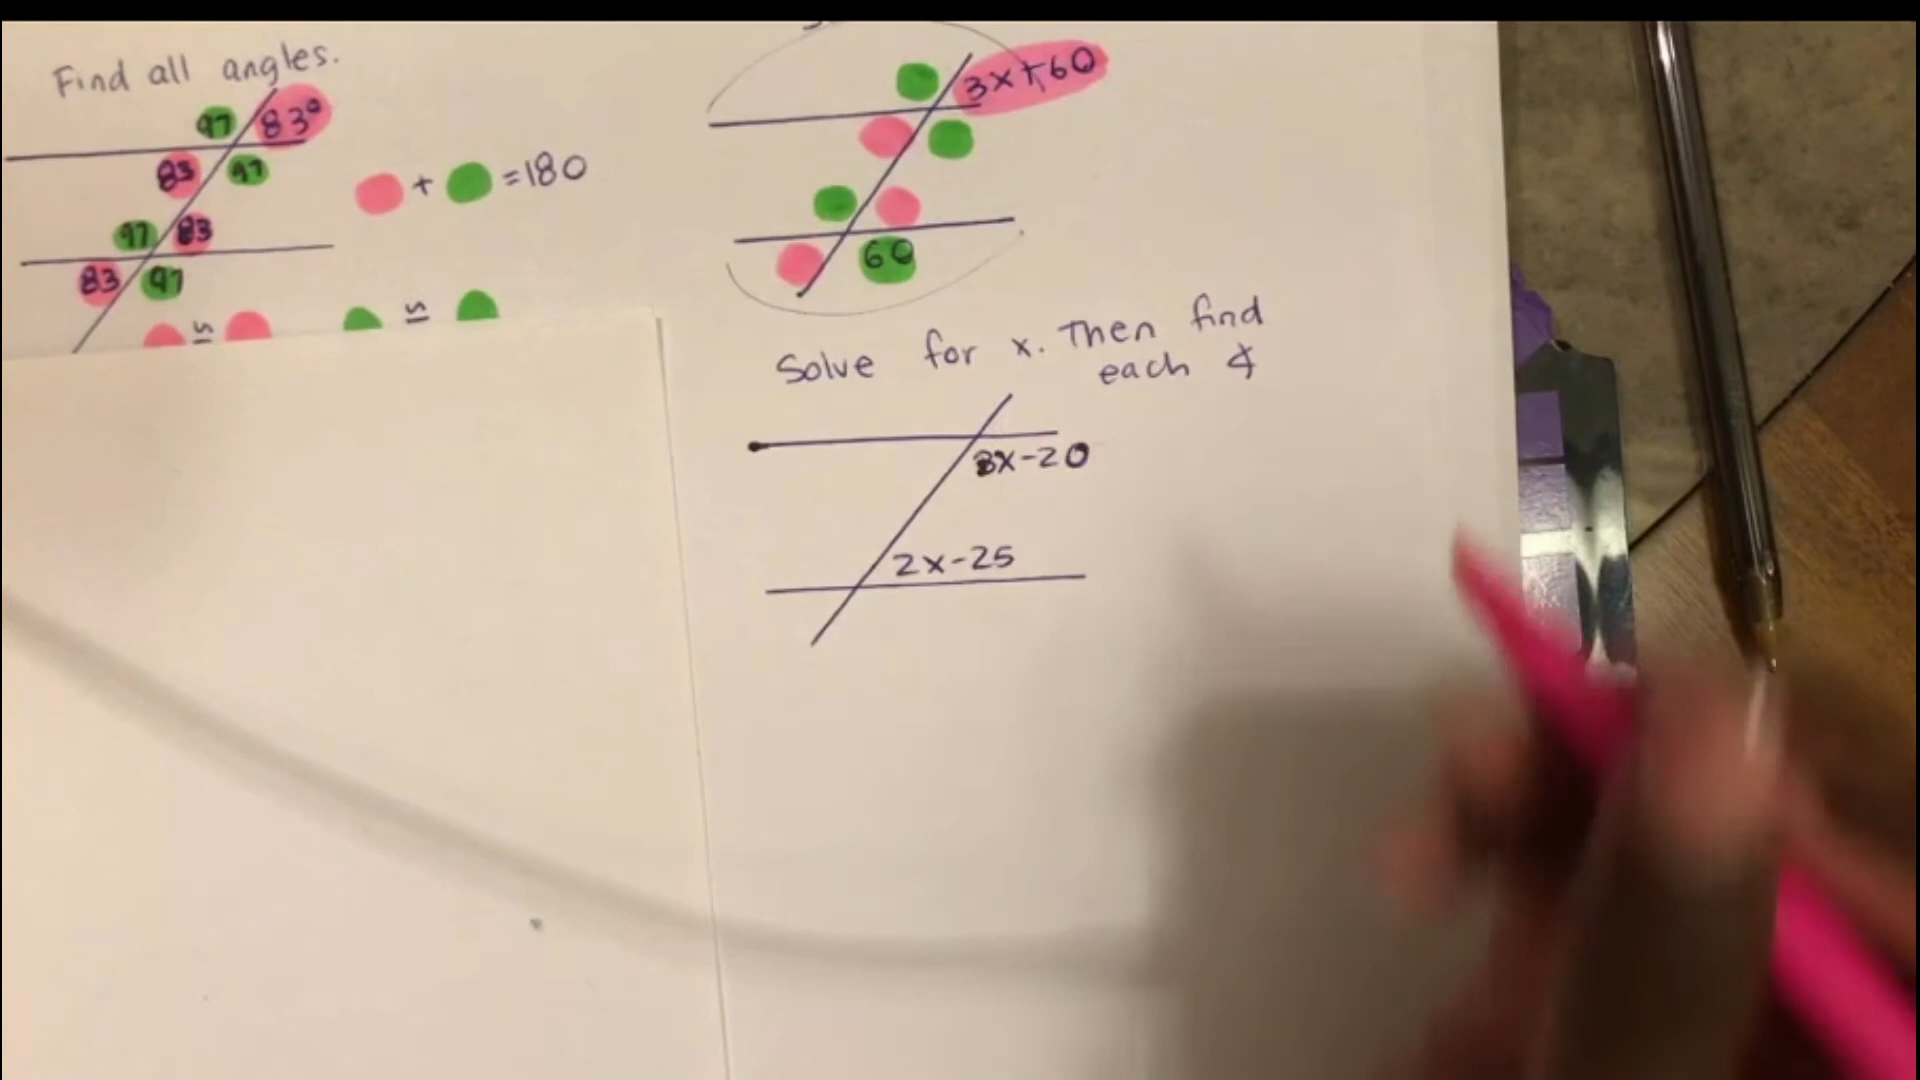 Find all angles.
97 83°
83 97
+ = 180
97 83
83 97
≅ ≅
3x+60
60
Solve for x. Then find
each ∡
3x-20
2x-25